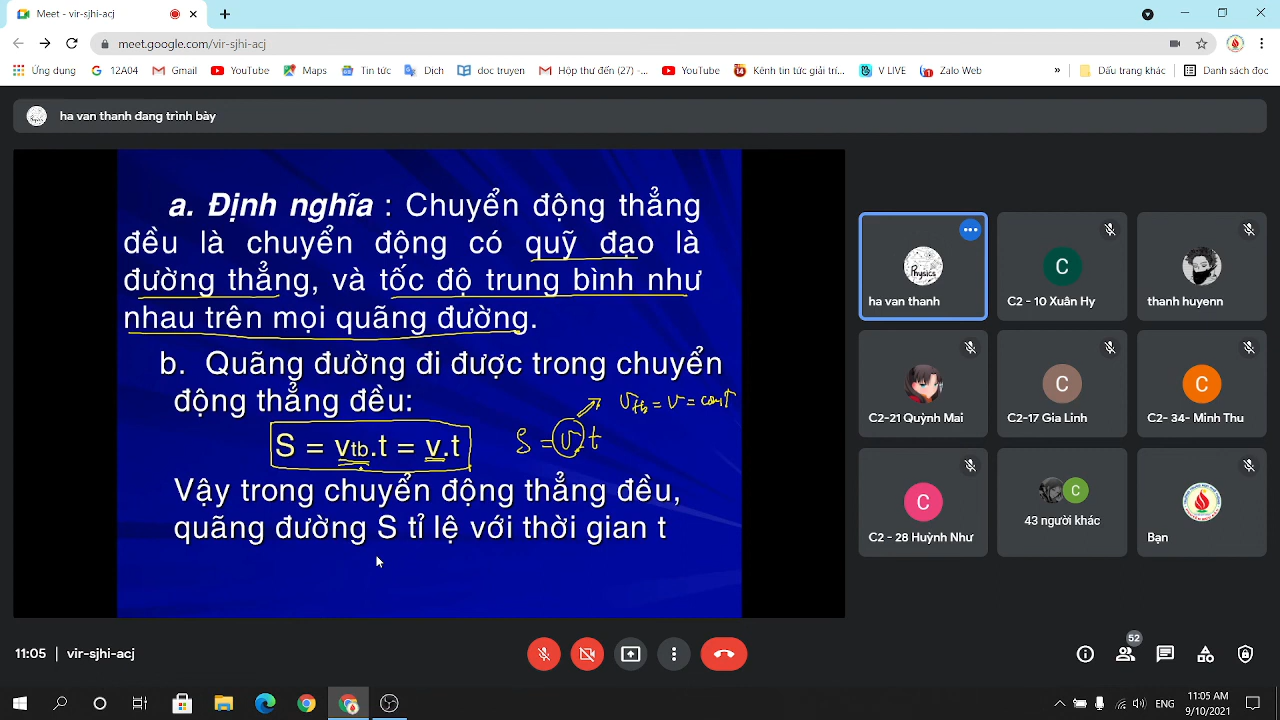 Meet - vir-sjhi-acj
meet.google.com/vir-sjhi-acj
Ứng dụng 12A04 Gmail YouTube Maps Tin tức Dịch doc truyen Hộp thư đến (27) -... YouTube Kênh tin tức giải trí... V LIVE Zalo Web » Dấu trang khác Danh sách đọc
ha van thanh đang trình bày
a. Định nghĩa : Chuyển động thẳng
đều là chuyển động có quỹ đạo là
đường thẳng, và tốc độ trung bình như
nhau trên mọi quãng đường.
b. Quãng đường đi được trong chuyển
động thẳng đều:
vtb = v = const
S = vtb.t = v.t
S = v.t
Vậy trong chuyển động thẳng đều,
quãng đường S tỉ lệ với thời gian t
Physics
ha van thanh
C
C2 - 10 Xuân Hy
thanh huyenn
C2-21 Quỳnh Mai
C
C2-17 Gia Linh
C
C2- 34- Minh Thu
C
C2 - 28 Huỳnh Như
C
43 người khác
Bạn
11:05 | vir-sjhi-acj
52
11:05 AM
9/10/2021